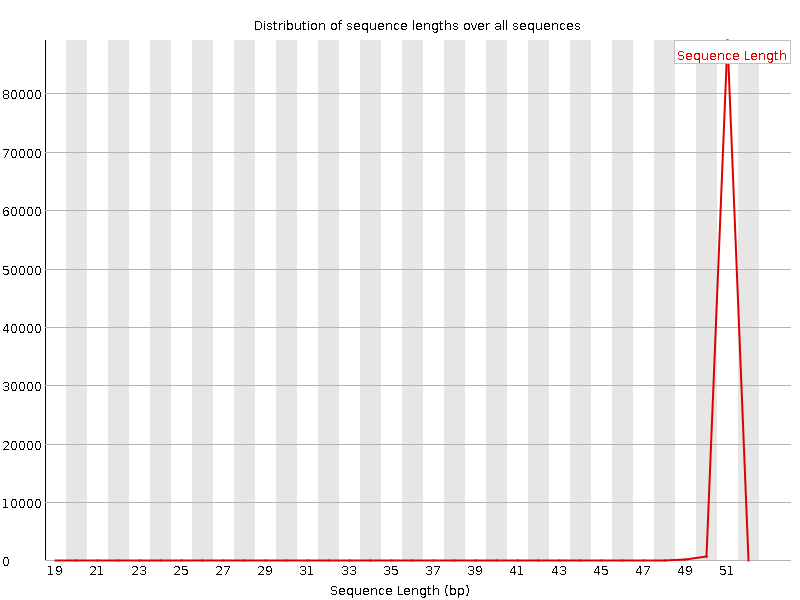 Distribution of sequence lengths over all sequences
Sequence Length
80000
70000
60000
50000
40000
30000
20000
10000
0
19 21 23 25 27 29 31 33 35 37 39 41 43 45 47 49 51
Sequence Length (bp)